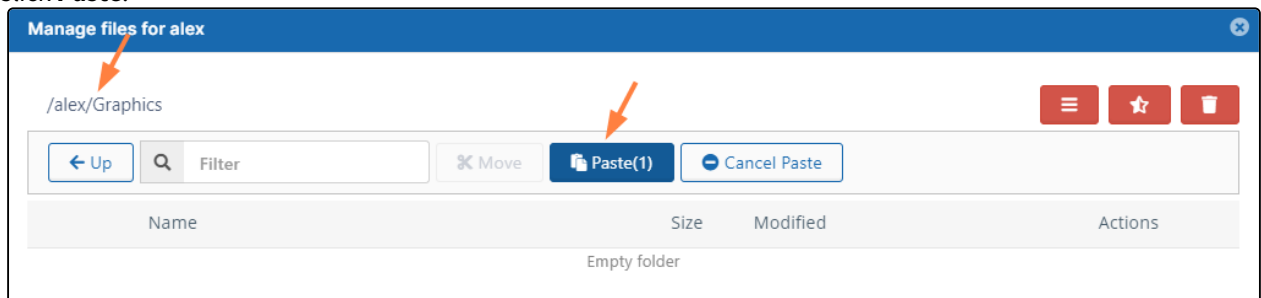 Manage files for alex
/alex/Graphics
Up Filter Move Paste(1) Cancel Paste
Name Size Modified Actions
Empty folder